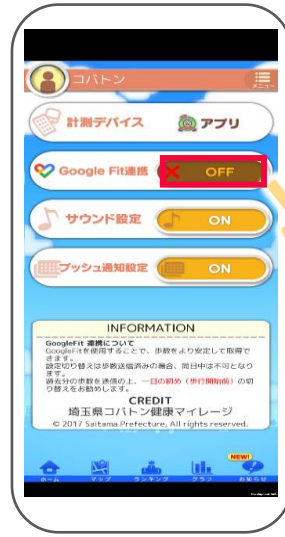 コバトン
メニュー
計測デバイス アプリ
Google Fit連携 OFF
サウンド設定 ON
プッシュ通知設定 ON
INFORMATION
GoogleFit 連携について
GoogleFitを使用することで、歩数をより安定して取得で
きます。
設定切り替えは歩数送信済みの場合、同日中は不可となり
ます。
過去分の歩数を送信の上、一日の初め（歩行開始前）の切
り替えをお勧めします。
CREDIT
埼玉県コバトン健康マイレージ
© 2017 Saitama Prefecture, All rights reserved.
NEW!
ホーム マップ ランキング グラフ お知らせ